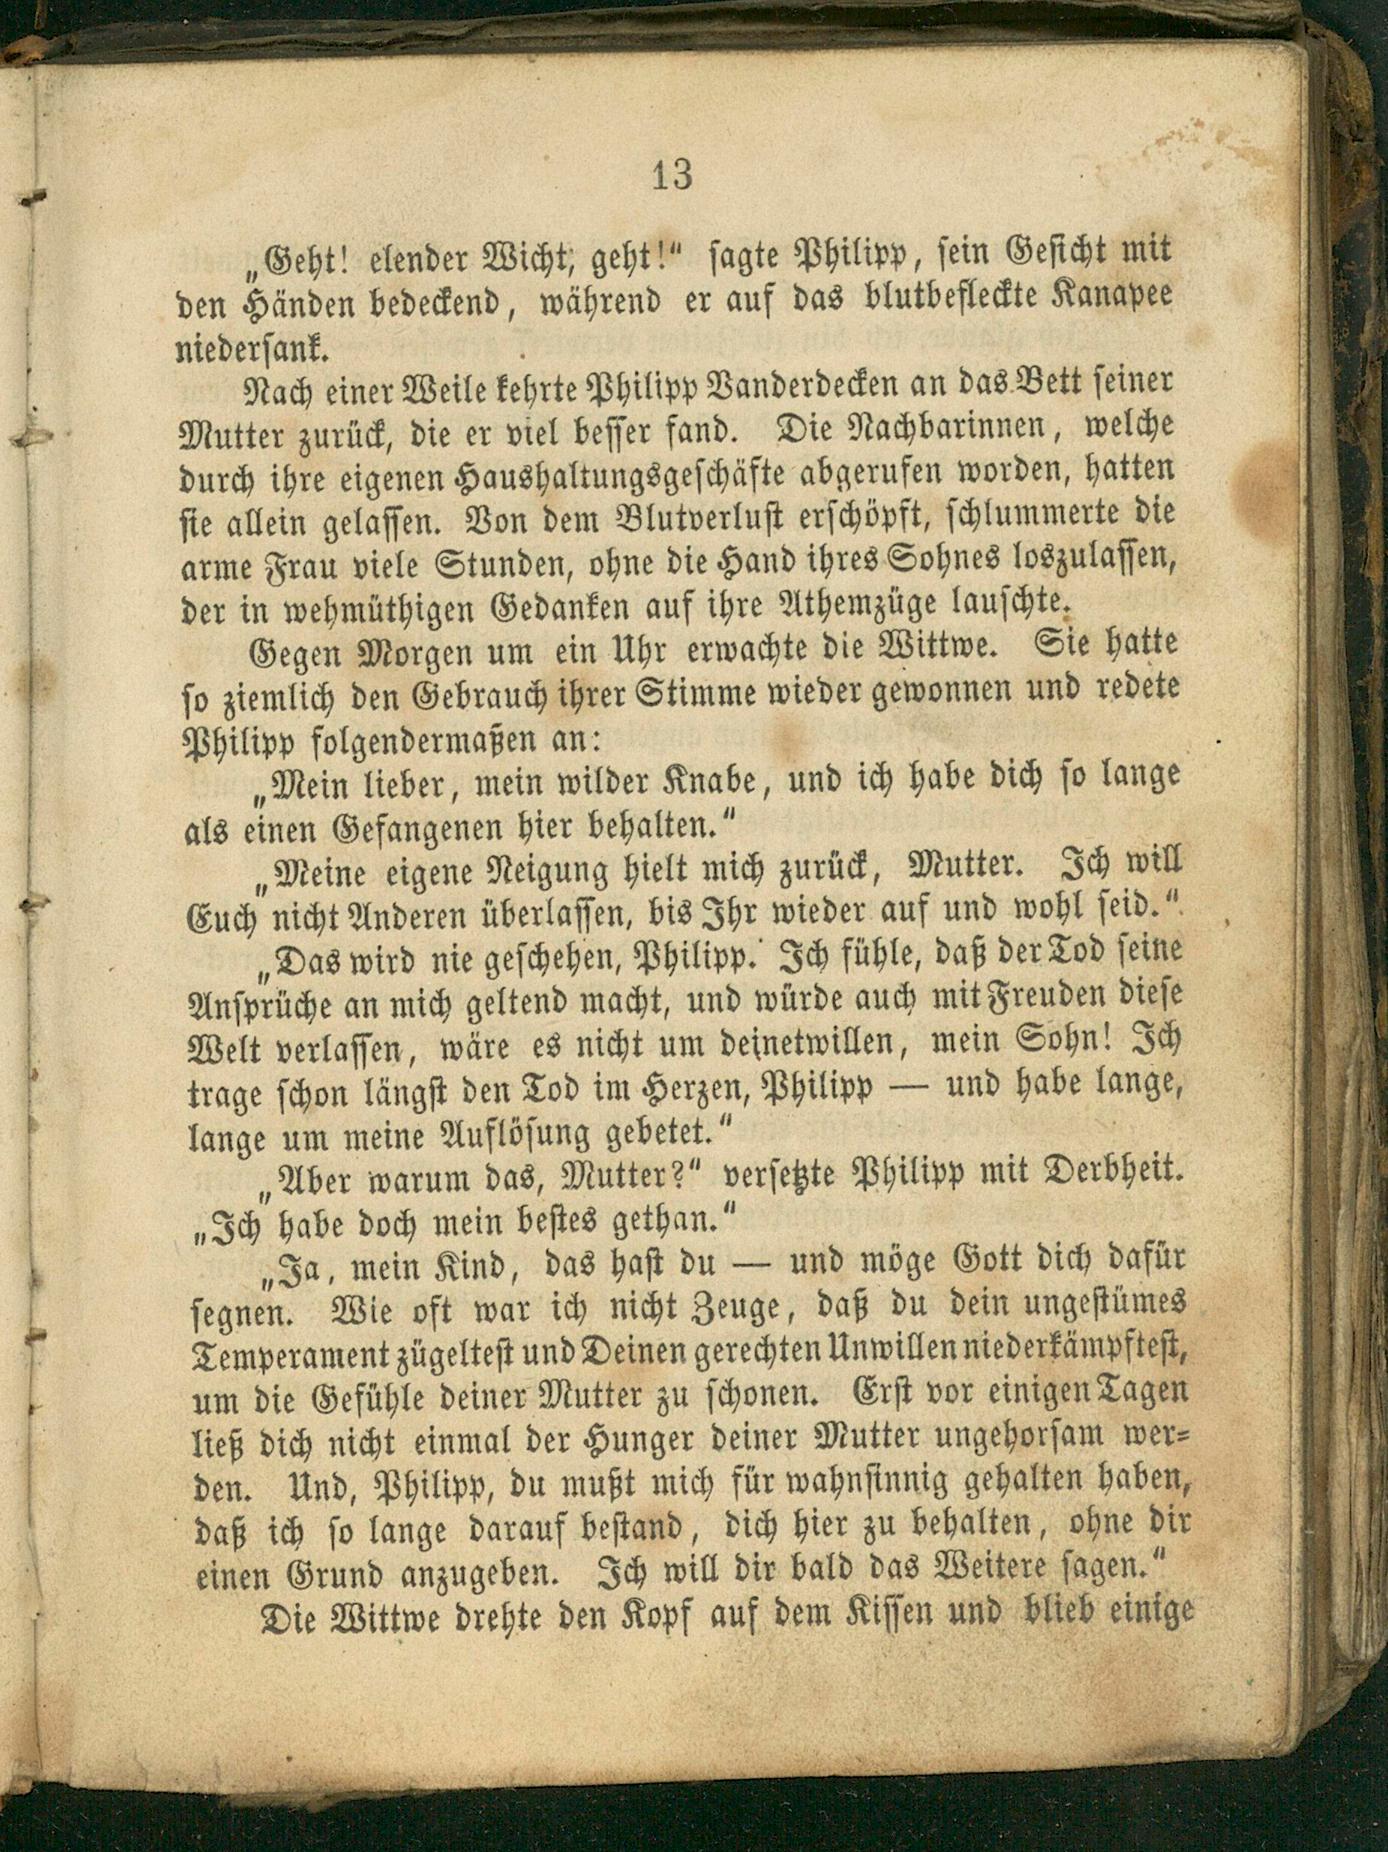 13
„Geht! elender Wicht, geht!“ sagte Philipp, sein Gesicht mit
den Händen bedeckend, während er auf das blutbefleckte Kanapee
niedersank.
Nach einer Weile kehrte Philipp Vanderdecken an das Bett seiner
Mutter zurück, die er viel besser fand. Die Nachbarinnen, welche
durch ihre eigenen Haushaltungsgeschäfte abgerufen worden, hatten
sie allein gelassen. Von dem Blutverlust erschöpft, schlummerte die
arme Frau viele Stunden, ohne die Hand ihres Sohnes loszulassen,
der in wehmüthigen Gedanken auf ihre Athemzüge lauschte.
Gegen Morgen um ein Uhr erwachte die Wittwe. Sie hatte
so ziemlich den Gebrauch ihrer Stimme wieder gewonnen und redete
Philipp folgendermaßen an:
„Mein lieber, mein wilder Knabe, und ich habe dich so lange
als einen Gefangenen hier behalten.“
„Meine eigene Neigung hielt mich zurück, Mutter. Ich will
Euch nicht Anderen überlassen, bis Ihr wieder auf und wohl seid.“
„Das wird nie geschehen, Philipp. Ich fühle, daß der Tod seine
Ansprüche an mich geltend macht, und würde auch mit Freuden diese
Welt verlassen, wäre es nicht um deinetwillen, mein Sohn! Ich
trage schon längst den Tod im Herzen, Philipp — und habe lange,
lange um meine Auflösung gebetet.“
„Aber warum das, Mutter?“ versetzte Philipp mit Derbheit.
„Ich habe doch mein bestes gethan.“
„Ja, mein Kind, das hast du — und möge Gott dich dafür
segnen. Wie oft war ich nicht Zeuge, daß du dein ungestümes
Temperament zügeltest und Deinen gerechten Unwillen niederkämpftest,
um die Gefühle deiner Mutter zu schonen. Erst vor einigen Tagen
ließ dich nicht einmal der Hunger deiner Mutter ungehorsam wer-
den. Und, Philipp, du mußt mich für wahnsinnig gehalten haben,
daß ich so lange darauf bestand, dich hier zu behalten, ohne dir
einen Grund anzugeben. Ich will dir bald das Weitere sagen.“
Die Wittwe drehte den Kopf auf dem Kissen und blieb einige